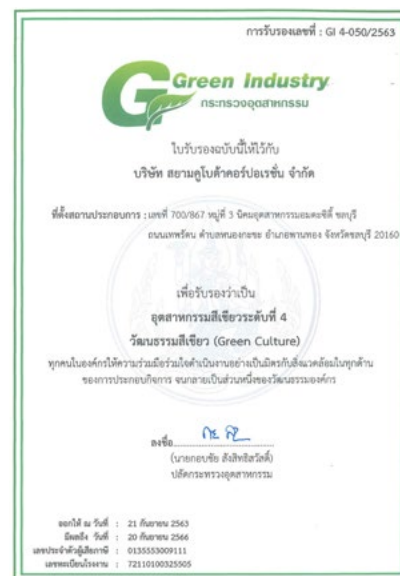 การรับรองเลขที่ : GI 4-050/2563
Green Industry
กระทรวงอุตสาหกรรม
ใบรับรองฉบับนี้ให้ไว้กับ
บริษัท สยามคูโบต้าคอร์ปอเรชั่น จำกัด
ที่ตั้งสถานประกอบการ : เลขที่ 700/867 หมู่ที่ 3 นิคมอุตสาหกรรมอมตะซิตี้ ชลบุรี
ถนนเทพรัตน ตำบลหนองกะขะ อำเภอพานทอง จังหวัดชลบุรี 20160
เพื่อรับรองว่าเป็น
อุตสาหกรรมสีเขียวระดับที่ 4
วัฒนธรรมสีเขียว (Green Culture)
ทุกคนในองค์กรให้ความร่วมมือร่วมใจดำเนินงานอย่างเป็นมิตรกับสิ่งแวดล้อมในทุกด้าน
ของการประกอบกิจการ จนกลายเป็นส่วนหนึ่งของวัฒนธรรมองค์กร
ลงชื่อ
(นายกอบชัย สังสิทธิสวัสดิ์)
ปลัดกระทรวงอุตสาหกรรม
ออกให้ ณ วันที่ : 21 กันยายน 2563
มีผลถึง วันที่ : 20 กันยายน 2566
เลขประจำตัวผู้เสียภาษี : 0135553009111
เลขทะเบียนโรงงาน : 72110100325505